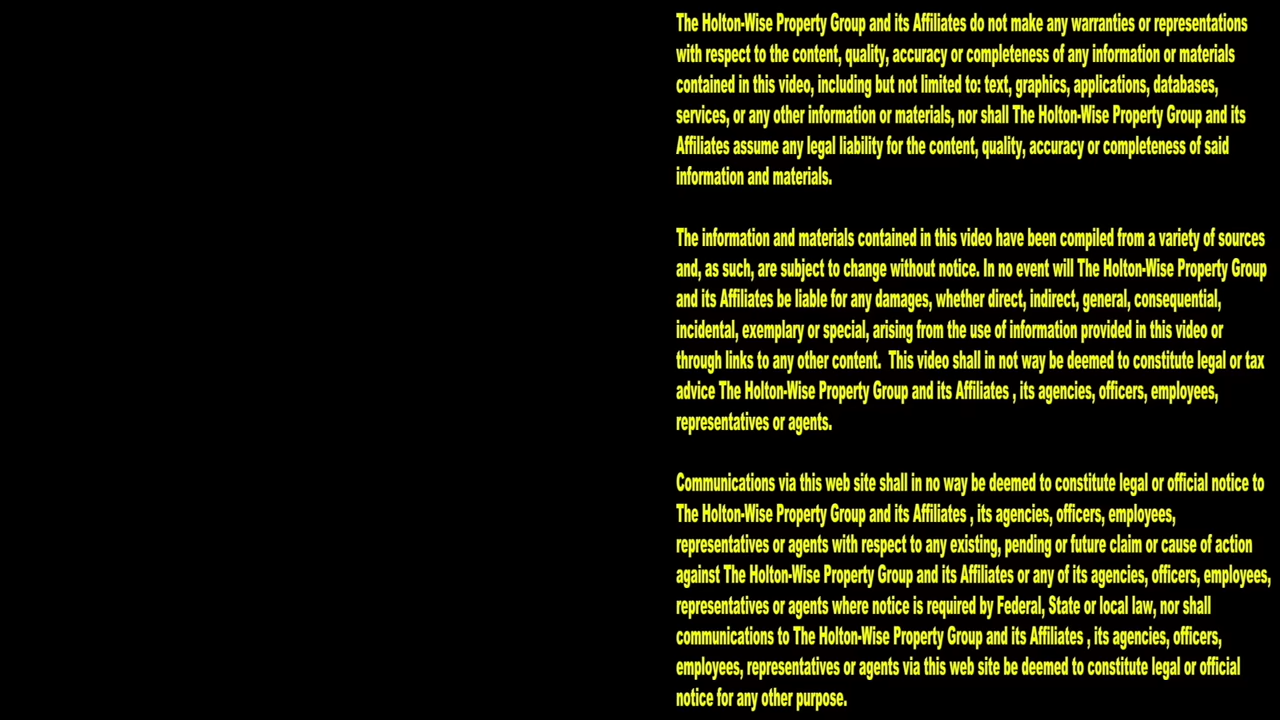 The Holton-Wise Property Group and its Affiliates do not make any warranties or representations
with respect to the content, quality, accuracy or completeness of any information or materials
contained in this video, including but not limited to: text, graphics, applications, databases,
services, or any other information or materials, nor shall The Holton-Wise Property Group and its
Affiliates assume any legal liability for the content, quality, accuracy or completeness of said
information and materials.
The information and materials contained in this video have been compiled from a variety of sources
and, as such, are subject to change without notice. In no event will The Holton-Wise Property Group
and its Affiliates be liable for any damages, whether direct, indirect, general, consequential,
incidental, exemplary or special, arising from the use of information provided in this video or
through links to any other content.  This video shall in not way be deemed to constitute legal or tax
advice The Holton-Wise Property Group and its Affiliates , its agencies, officers, employees,
representatives or agents.
Communications via this web site shall in no way be deemed to constitute legal or official notice to
The Holton-Wise Property Group and its Affiliates , its agencies, officers, employees,
representatives or agents with respect to any existing, pending or future claim or cause of action
against The Holton-Wise Property Group and its Affiliates or any of its agencies, officers, employees,
representatives or agents where notice is required by Federal, State or local law, nor shall
communications to The Holton-Wise Property Group and its Affiliates , its agencies, officers,
employees, representatives or agents via this web site be deemed to constitute legal or official
notice for any other purpose.